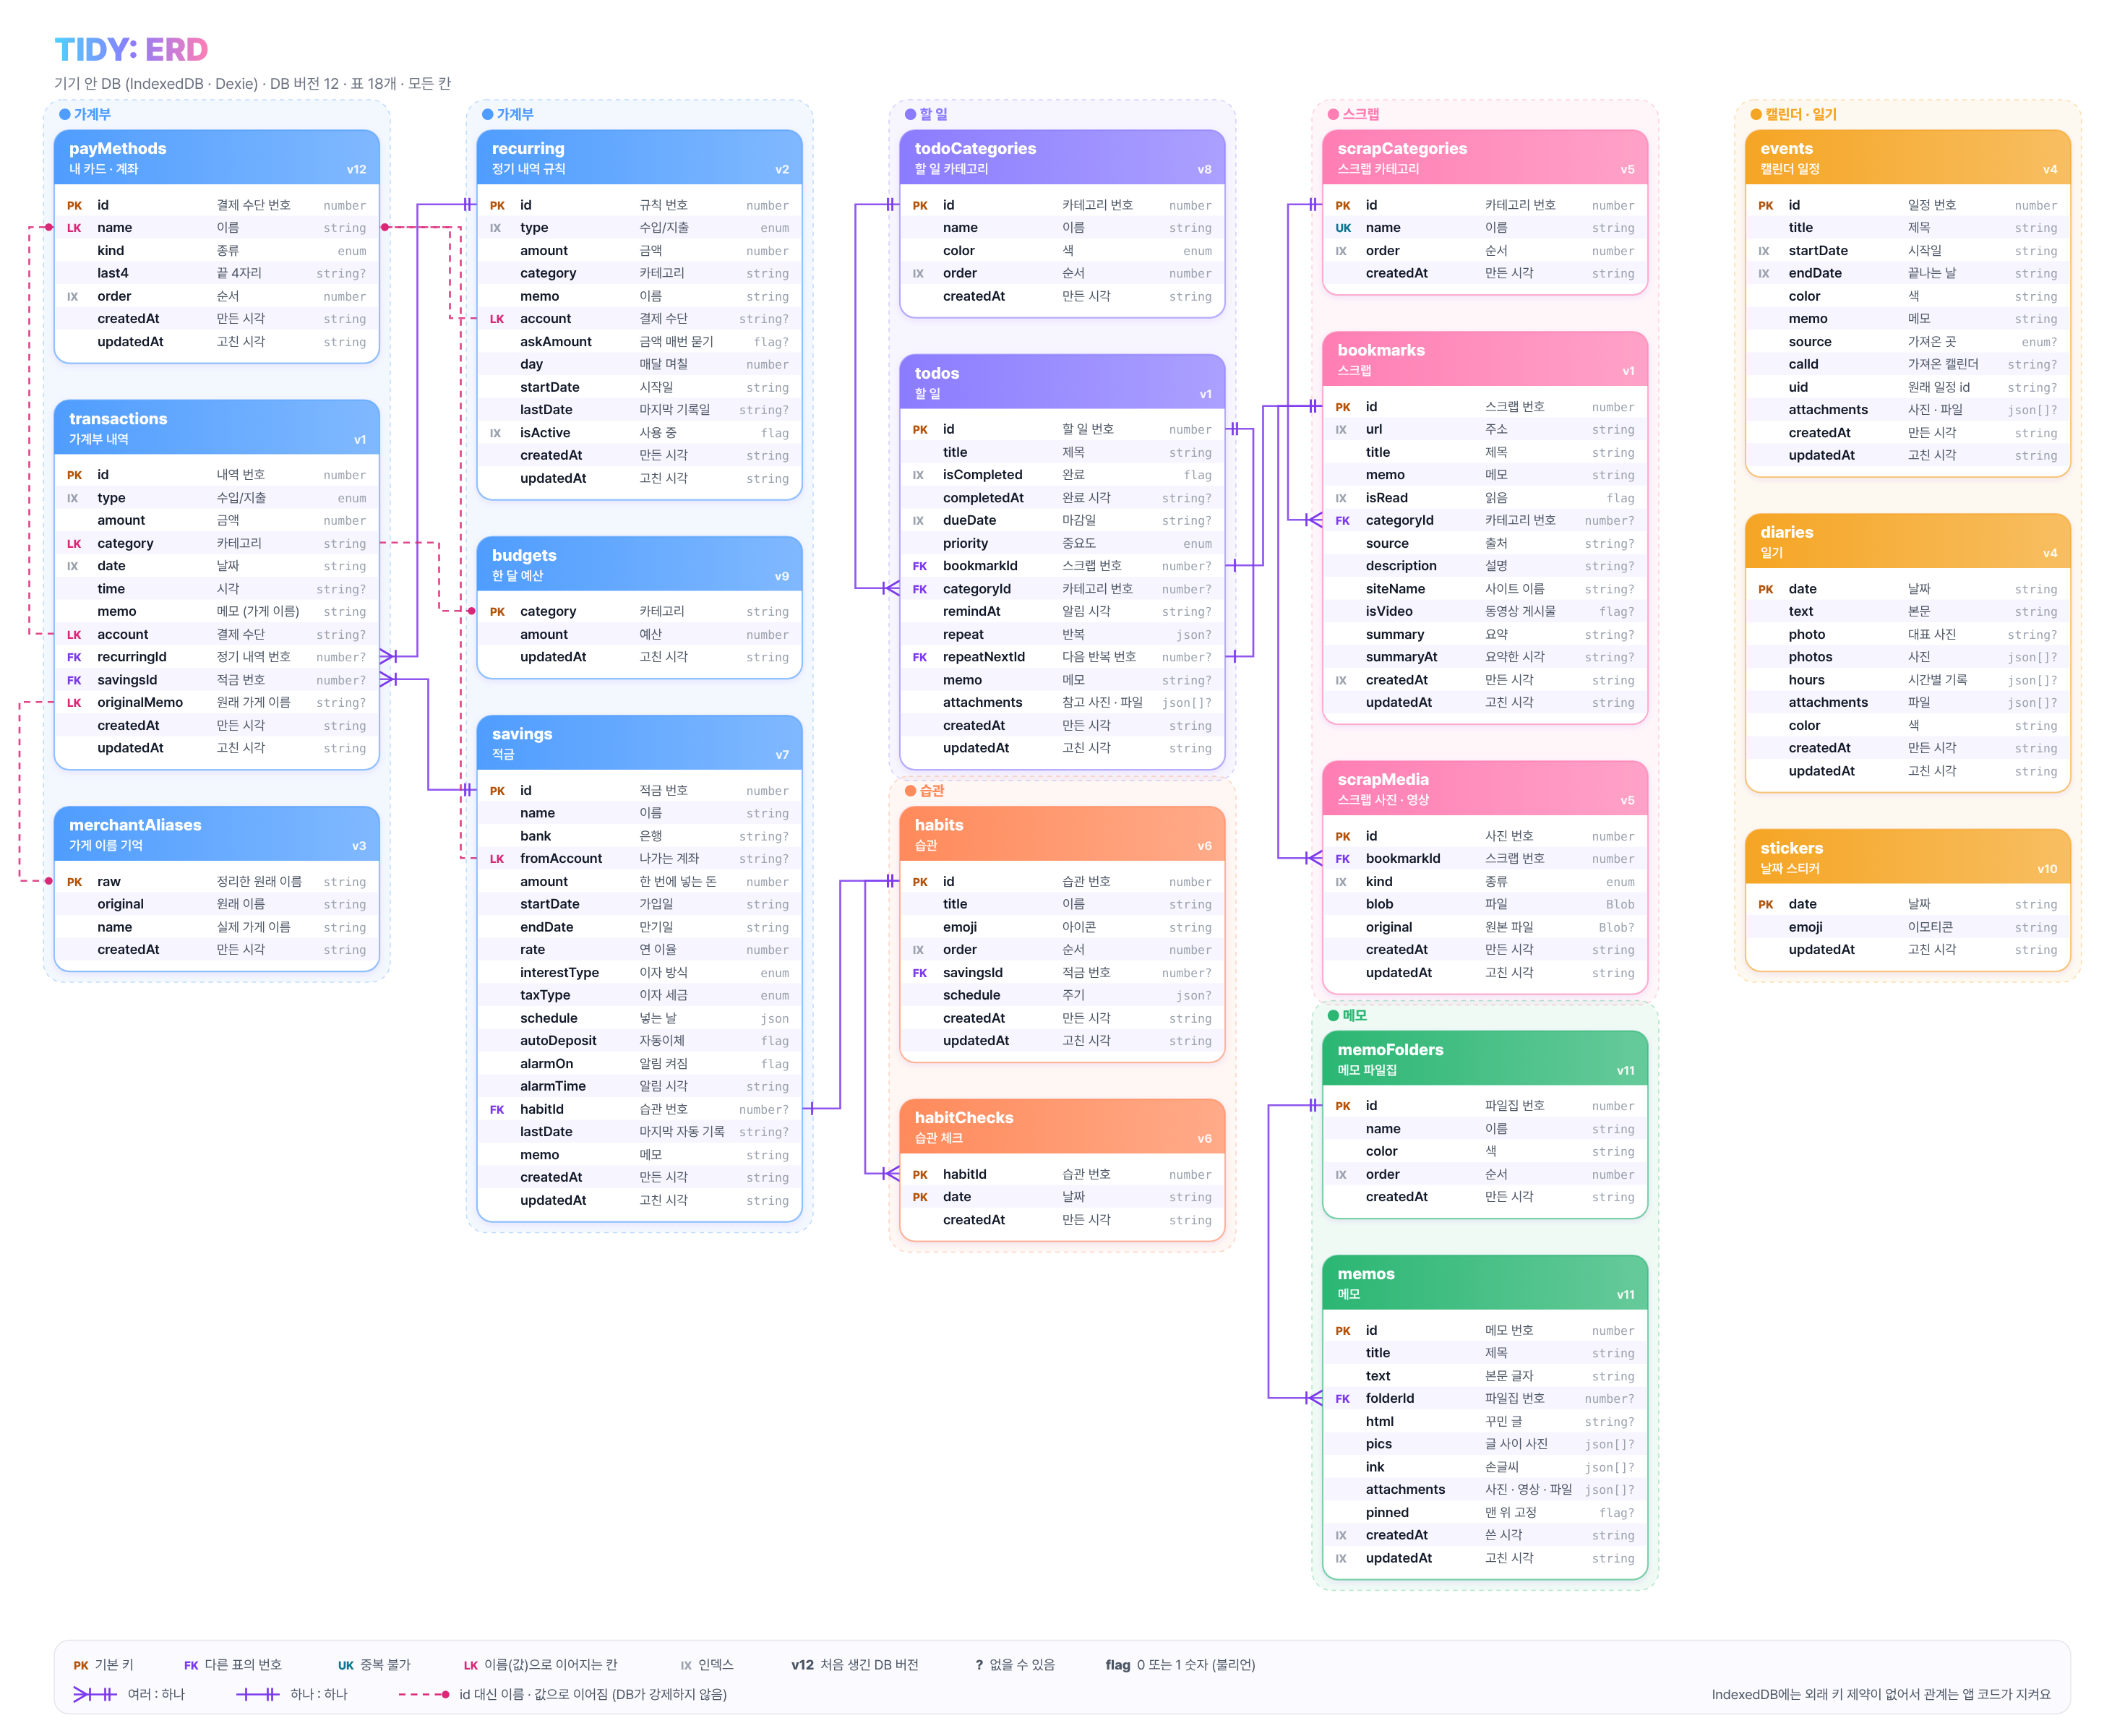 TIDY: ERD
기기 안 DB (IndexedDB · Dexie) · DB 버전 12 · 표 18개 · 모든 칸
가계부
payMethods
내 카드 · 계좌 v12
PK id 결제 수단 번호 number
LK name 이름 string
kind 종류 enum
last4 끝 4자리 string?
IX order 순서 number
createdAt 만든 시각 string
updatedAt 고친 시각 string
transactions
가계부 내역 v1
PK id 내역 번호 number
IX type 수입/지출 enum
amount 금액 number
LK category 카테고리 string
IX date 날짜 string
time 시각 string?
memo 메모 (가게 이름) string
LK account 결제 수단 string?
FK recurringId 정기 내역 번호 number?
FK savingsId 적금 번호 number?
LK originalMemo 원래 가게 이름 string?
createdAt 만든 시각 string
updatedAt 고친 시각 string
merchantAliases
가게 이름 기억 v3
PK raw 정리한 원래 이름 string
original 원래 이름 string
name 실제 가게 이름 string
createdAt 만든 시각 string
가계부
recurring
정기 내역 규칙 v2
PK id 규칙 번호 number
IX type 수입/지출 enum
amount 금액 number
category 카테고리 string
memo 이름 string
LK account 결제 수단 string?
askAmount 금액 매번 묻기 flag?
day 매달 며칠 number
startDate 시작일 string
lastDate 마지막 기록일 string?
IX isActive 사용 중 flag
createdAt 만든 시각 string
updatedAt 고친 시각 string
budgets
한 달 예산 v9
PK category 카테고리 string
amount 예산 number
updatedAt 고친 시각 string
savings
적금 v7
PK id 적금 번호 number
name 이름 string
bank 은행 string?
LK fromAccount 나가는 계좌 string?
amount 한 번에 넣는 돈 number
startDate 가입일 string
endDate 만기일 string
rate 연 이율 number
interestType 이자 방식 enum
taxType 이자 세금 enum
schedule 넣는 날 json
autoDeposit 자동이체 flag
alarmOn 알림 켜짐 flag
alarmTime 알림 시각 string
FK habitId 습관 번호 number?
lastDate 마지막 자동 기록 string?
memo 메모 string
createdAt 만든 시각 string
updatedAt 고친 시각 string
할 일
todoCategories
할 일 카테고리 v8
PK id 카테고리 번호 number
name 이름 string
color 색 enum
IX order 순서 number
createdAt 만든 시각 string
todos
할 일 v1
PK id 할 일 번호 number
title 제목 string
IX isCompleted 완료 flag
completedAt 완료 시각 string?
IX dueDate 마감일 string?
priority 중요도 enum
FK bookmarkId 스크랩 번호 number?
FK categoryId 카테고리 번호 number?
remindAt 알림 시각 string?
repeat 반복 json?
FK repeatNextId 다음 반복 번호 number?
memo 메모 string?
attachments 참고 사진 · 파일 json[]?
createdAt 만든 시각 string
updatedAt 고친 시각 string
습관
habits
습관 v6
PK id 습관 번호 number
title 이름 string
emoji 아이콘 string
IX order 순서 number
FK savingsId 적금 번호 number?
schedule 주기 json?
createdAt 만든 시각 string
updatedAt 고친 시각 string
habitChecks
습관 체크 v6
PK habitId 습관 번호 number
PK date 날짜 string
createdAt 만든 시각 string
스크랩
scrapCategories
스크랩 카테고리 v5
PK id 카테고리 번호 number
UK name 이름 string
IX order 순서 number
createdAt 만든 시각 string
bookmarks
스크랩 v1
PK id 스크랩 번호 number
IX url 주소 string
title 제목 string
memo 메모 string
IX isRead 읽음 flag
FK categoryId 카테고리 번호 number?
source 출처 string?
description 설명 string?
siteName 사이트 이름 string?
isVideo 동영상 게시물 flag?
summary 요약 string?
summaryAt 요약한 시각 string?
IX createdAt 만든 시각 string
updatedAt 고친 시각 string
scrapMedia
스크랩 사진 · 영상 v5
PK id 사진 번호 number
FK bookmarkId 스크랩 번호 number
IX kind 종류 enum
blob 파일 Blob
original 원본 파일 Blob?
createdAt 만든 시각 string
updatedAt 고친 시각 string
메모
memoFolders
메모 파일집 v11
PK id 파일집 번호 number
name 이름 string
color 색 string
IX order 순서 number
createdAt 만든 시각 string
memos
메모 v11
PK id 메모 번호 number
title 제목 string
text 본문 글자 string
FK folderId 파일집 번호 number?
html 꾸민 글 string?
pics 글 사이 사진 json[]?
ink 손글씨 json[]?
attachments 사진 · 영상 · 파일 json[]?
pinned 맨 위 고정 flag?
IX createdAt 쓴 시각 string
IX updatedAt 고친 시각 string
캘린더 · 일기
events
캘린더 일정 v4
PK id 일정 번호 number
title 제목 string
IX startDate 시작일 string
IX endDate 끝나는 날 string
color 색 string
memo 메모 string
source 가져온 곳 enum?
calId 가져온 캘린더 string?
uid 원래 일정 id string?
attachments 사진 · 파일 json[]?
createdAt 만든 시각 string
updatedAt 고친 시각 string
diaries
일기 v4
PK date 날짜 string
text 본문 string
photo 대표 사진 string?
photos 사진 json[]?
hours 시간별 기록 json[]?
attachments 파일 json[]?
color 색 string
createdAt 만든 시각 string
updatedAt 고친 시각 string
stickers
날짜 스티커 v10
PK date 날짜 string
emoji 이모티콘 string
updatedAt 고친 시각 string
PK 기본 키 FK 다른 표의 번호 UK 중복 불가 LK 이름(값)으로 이어지는 칸 IX 인덱스 v12 처음 생긴 DB 버전 ? 없을 수 있음 flag 0 또는 1 숫자 (불리언)
여러 : 하나 하나 : 하나 id 대신 이름 · 값으로 이어짐 (DB가 강제하지 않음) IndexedDB에는 외래 키 제약이 없어서 관계는 앱 코드가 지켜요